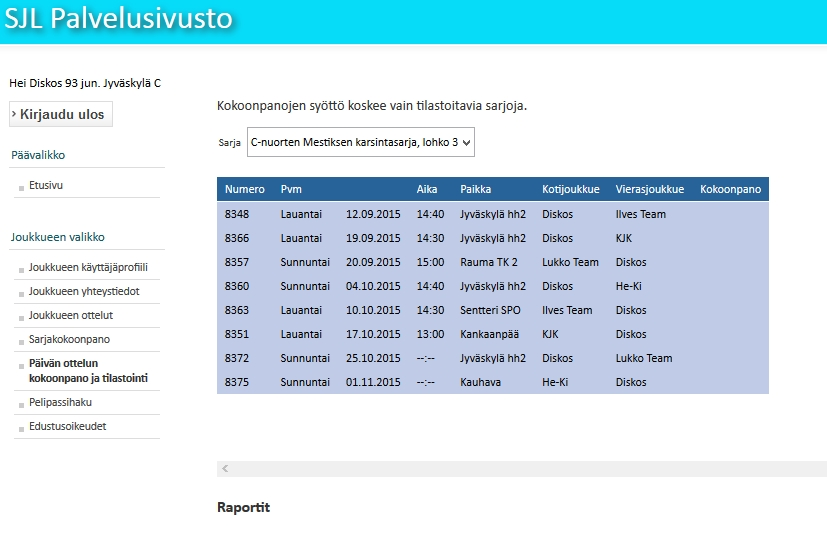 SJL Palvelusivusto
Hei Diskos 93 jun. Jyväskylä C
› Kirjaudu ulos
Päävalikko
Etusivu
Joukkueen valikko
Joukkueen käyttäjäprofiili
Joukkueen yhteystiedot
Joukkueen ottelut
Sarjakokoonpano
Päivän ottelun
kokoonpano ja tilastointi
Pelipassihaku
Edustusoikeudet
Kokoonpanojen syöttö koskee vain tilastoitavia sarjoja.
Sarja C-nuorten Mestiksen karsintasarja, lohko 3
Numero Pvm Aika Paikka Kotijoukkue Vierasjoukkue Kokoonpano
8348 Lauantai 12.09.2015 14:40 Jyväskylä hh2 Diskos Ilves Team
8366 Lauantai 19.09.2015 14:30 Jyväskylä hh2 Diskos KJK
8357 Sunnuntai 20.09.2015 15:00 Rauma TK 2 Lukko Team Diskos
8360 Sunnuntai 04.10.2015 14:40 Jyväskylä hh2 Diskos He-Ki
8363 Lauantai 10.10.2015 14:30 Sentteri SPO Ilves Team Diskos
8351 Lauantai 17.10.2015 13:00 Kankaanpää KJK Diskos
8372 Sunnuntai 25.10.2015 --:-- Jyväskylä hh2 Diskos Lukko Team
8375 Sunnuntai 01.11.2015 --:-- Kauhava He-Ki Diskos
Raportit